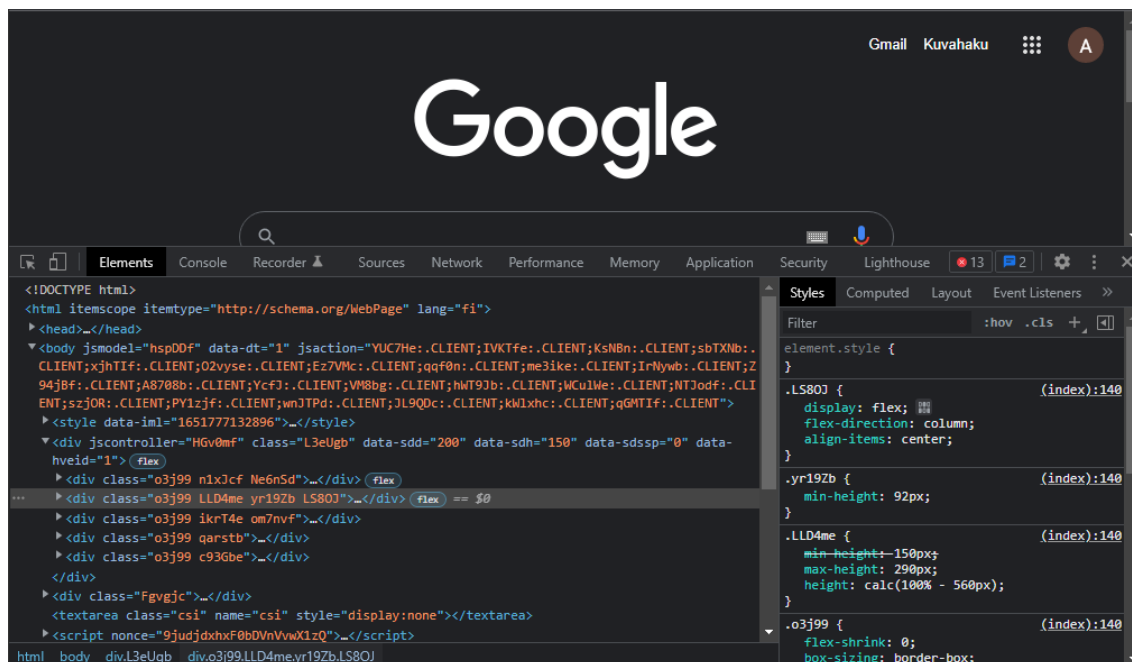 Gmail Kuvahaku A
Google
Elements Console Recorder Sources Network Performance Memory Application Security Lighthouse 13 2
<!DOCTYPE html>
<html itemscope itemtype="http://schema.org/WebPage" lang="fi">
<head>…</head>
<body jsmodel="hspDDf" data-dt="1" jsaction="YUC7He:.CLIENT;IVKTfe:.CLIENT;KsNBn:.CLIENT;sbTXNb:.
CLIENT;xjhTIf:.CLIENT;O2vyse:.CLIENT;Ez7VMc:.CLIENT;qqf0n:.CLIENT;me3ike:.CLIENT;IrNywb:.CLIENT;Z
94jBf:.CLIENT;A8708b:.CLIENT;YcfJ:.CLIENT;VM8bg:.CLIENT;hWT9Jb:.CLIENT;WCulWe:.CLIENT;NTJodf:.CLI
ENT;szjOR:.CLIENT;PY1zjf:.CLIENT;wnJTPd:.CLIENT;JL9QDc:.CLIENT;kWlxhc:.CLIENT;qGMTIf:.CLIENT">
<style data-iml="1651777132896">…</style>
<div jscontroller="HGv0mf" class="L3eUgb" data-sdd="200" data-sdh="150" data-sdssp="0" data-
hveid="1"> flex
<div class="o3j99 n1xJcf Ne6nSd">…</div> flex
<div class="o3j99 LLD4me yr19Zb LS8OJ">…</div> flex == $0
<div class="o3j99 ikrT4e om7nvf">…</div>
<div class="o3j99 qarstb">…</div>
<div class="o3j99 c93Gbe">…</div>
</div>
<div class="Fgvgjc">…</div>
<textarea class="csi" name="csi" style="display:none"></textarea>
<script nonce="9judjdxhxF0bDVnVvwX1zQ">…</script>
html body div.L3eUgb div.o3j99.LLD4me.yr19Zb.LS8OJ
Styles Computed Layout Event Listeners »
Filter :hov .cls +
element.style {
}
.LS8OJ { (index):140
display: flex;
flex-direction: column;
align-items: center;
}
.yr19Zb { (index):140
min-height: 92px;
}
.LLD4me { (index):140
min-height: 150px;
max-height: 290px;
height: calc(100% - 560px);
}
.o3j99 { (index):140
flex-shrink: 0;
box-sizing: border-box;